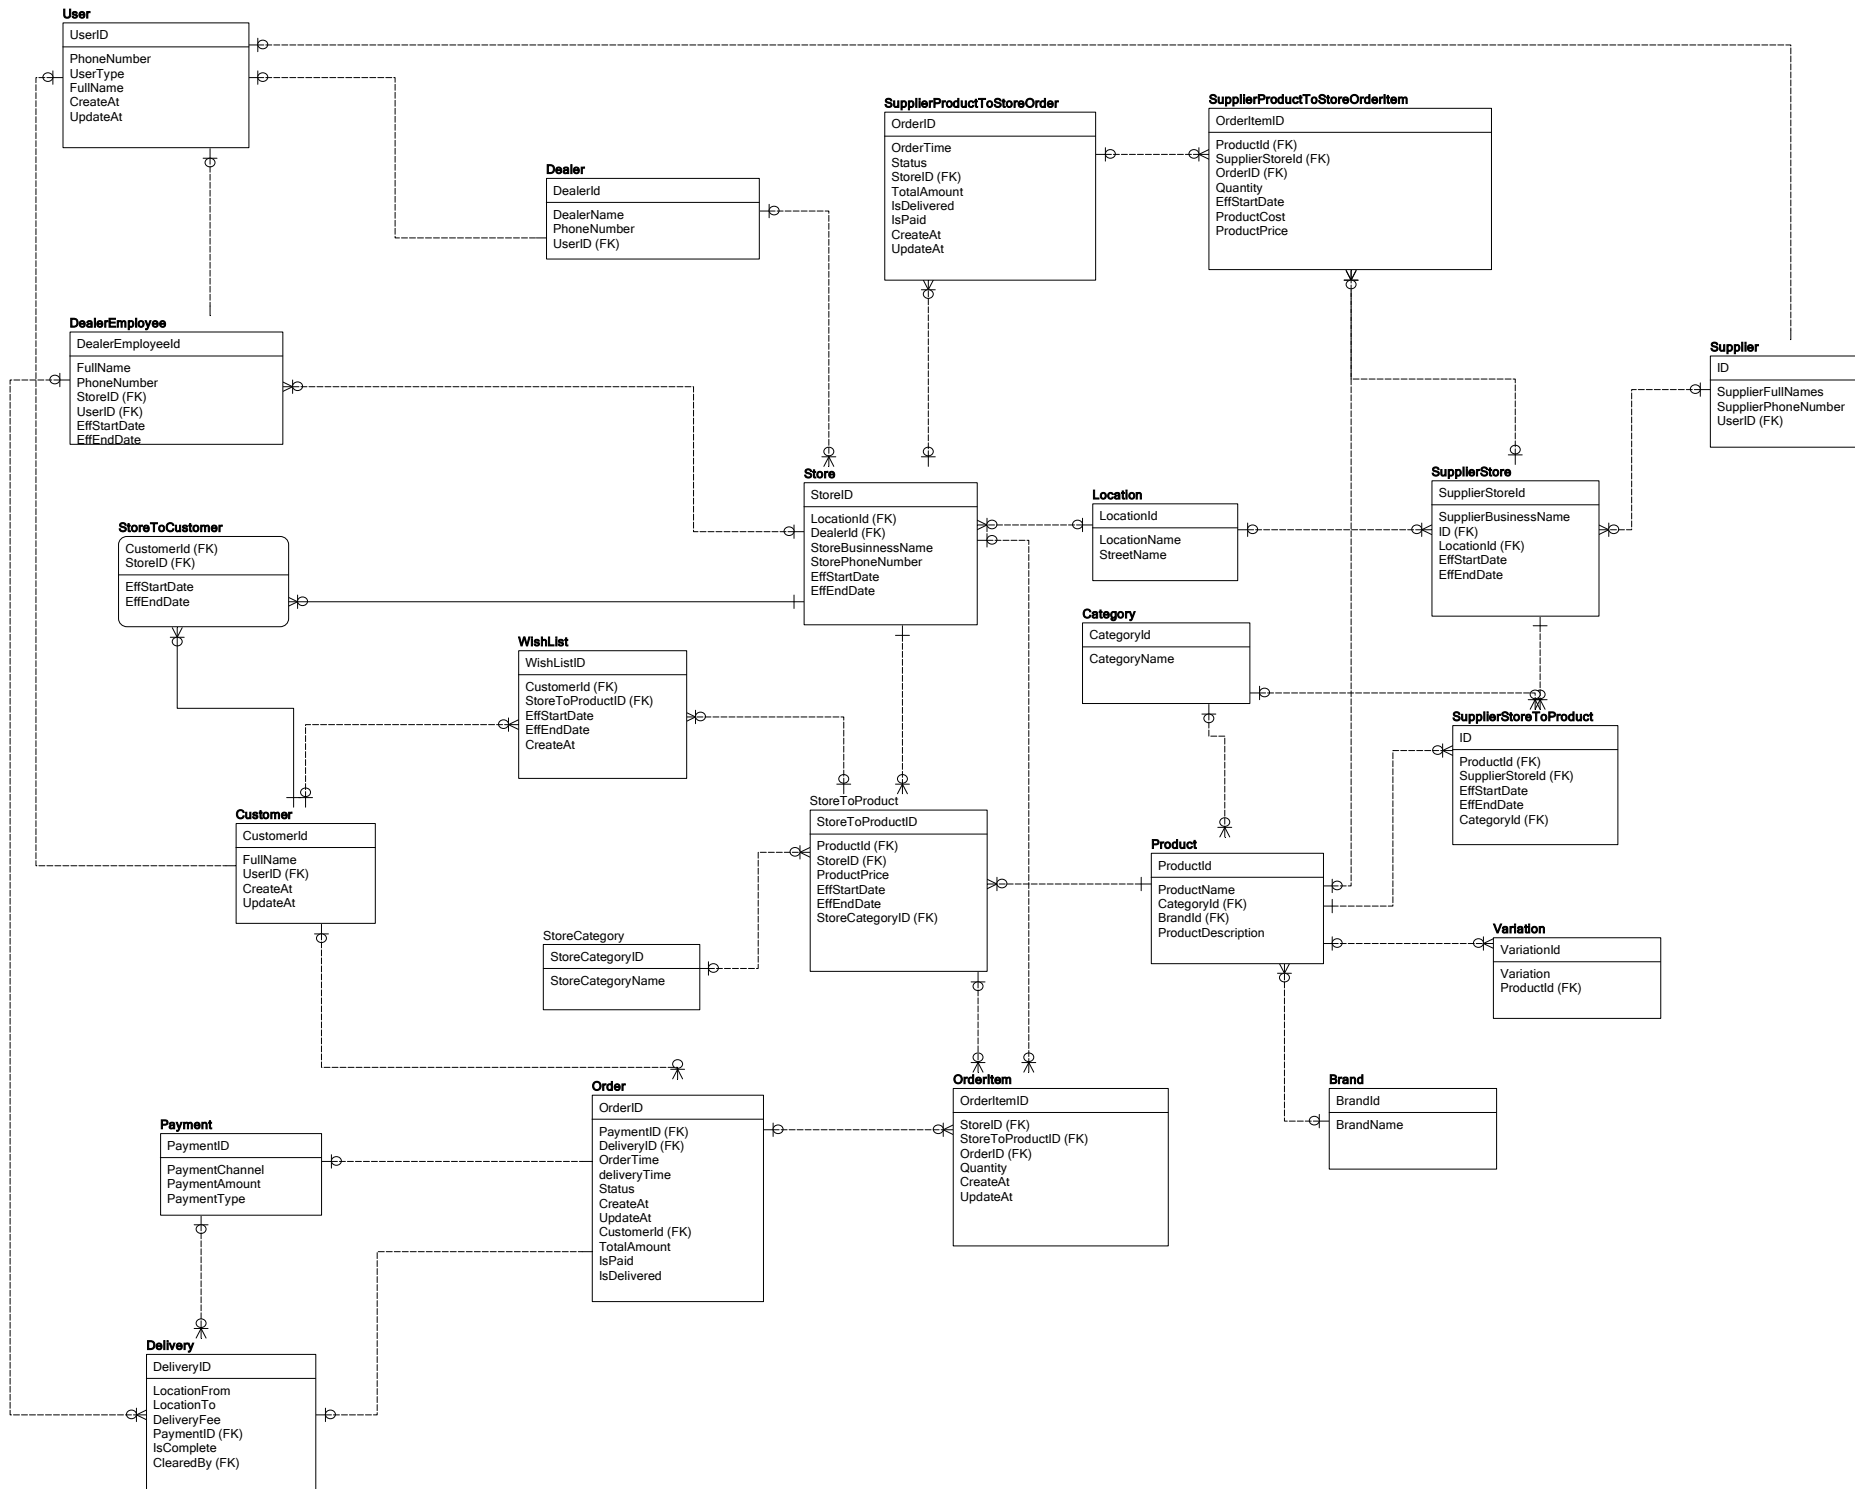 User
UserID
PhoneNumber
UserType
FullName
CreateAt
UpdateAt
SupplierProductToStoreOrder
OrderID
OrderTime
Status
StoreID (FK)
TotalAmount
IsDelivered
IsPaid
CreateAt
UpdateAt
SupplierProductToStoreOrderItem
OrderItemID
ProductId (FK)
SupplierStoreId (FK)
OrderID (FK)
Quantity
EffStartDate
ProductCost
ProductPrice
Dealer
DealerId
DealerName
PhoneNumber
UserID (FK)
DealerEmployee
DealerEmployeeId
FullName
PhoneNumber
StoreID (FK)
UserID (FK)
EffStartDate
EffEndDate
Supplier
ID
SupplierFullNames
SupplierPhoneNumber
UserID (FK)
Store
StoreID
LocationId (FK)
DealerId (FK)
StoreBusinnessName
StorePhoneNumber
EffStartDate
EffEndDate
Location
LocationId
LocationName
StreetName
SupplierStore
SupplierStoreId
SupplierBusinessName
ID (FK)
LocationId (FK)
EffStartDate
EffEndDate
StoreToCustomer
CustomerId (FK)
StoreID (FK)
EffStartDate
EffEndDate
WishList
WishListID
CustomerId (FK)
StoreToProductID (FK)
EffStartDate
EffEndDate
CreateAt
Category
CategoryId
CategoryName
SupplierStoreToProduct
ID
ProductId (FK)
SupplierStoreId (FK)
EffStartDate
EffEndDate
CategoryId (FK)
Customer
CustomerId
FullName
UserID (FK)
CreateAt
UpdateAt
StoreToProduct
StoreToProductID
ProductId (FK)
StoreID (FK)
ProductPrice
EffStartDate
EffEndDate
StoreCategoryID (FK)
Product
ProductId
ProductName
CategoryId (FK)
BrandId (FK)
ProductDescription
StoreCategory
StoreCategoryID
StoreCategoryName
Variation
VariationId
Variation
ProductId (FK)
Order
OrderID
PaymentID (FK)
DeliveryID (FK)
OrderTime
deliveryTime
Status
CreateAt
UpdateAt
CustomerId (FK)
TotalAmount
IsPaid
IsDelivered
OrderItem
OrderItemID
StoreID (FK)
StoreToProductID (FK)
OrderID (FK)
Quantity
CreateAt
UpdateAt
Brand
BrandId
BrandName
Payment
PaymentID
PaymentChannel
PaymentAmount
PaymentType
Delivery
DeliveryID
LocationFrom
LocationTo
DeliveryFee
PaymentID (FK)
IsComplete
ClearedBy (FK)